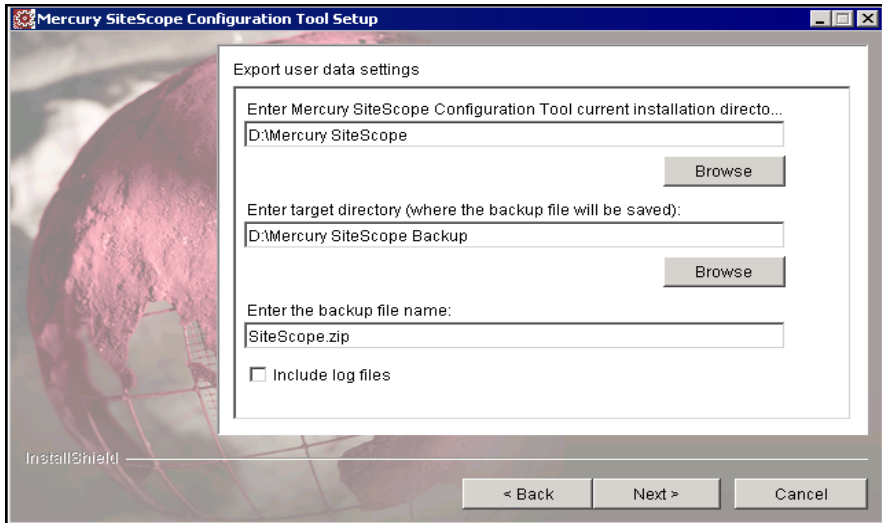 Mercury SiteScope Configuration Tool Setup
Export user data settings
Enter Mercury SiteScope Configuration Tool current installation directo...
D:\Mercury SiteScope
Browse
Enter target directory (where the backup file will be saved):
D:\Mercury SiteScope Backup
Browse
Enter the backup file name:
SiteScope.zip
Include log files
InstallShield
< Back
Next >
Cancel